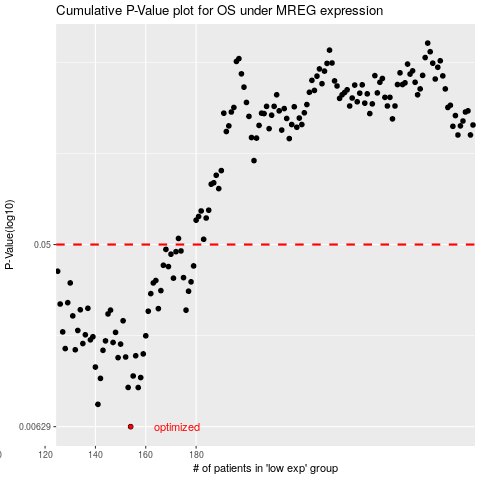 Cumulative P-Value plot for OS under MREG expression
P-Value(log10)
0.05
0.00629
optimized
0 120 140 160 180
# of patients in 'low exp' group